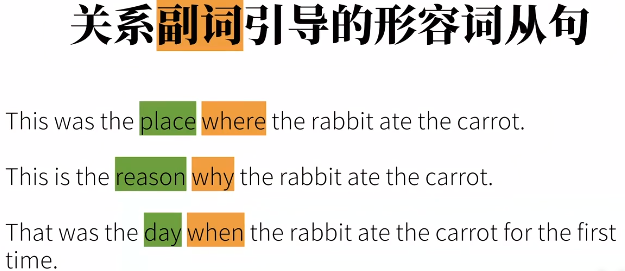 关系副词引导的形容词从句
This was the place where the rabbit ate the carrot.
This is the reason why the rabbit ate the carrot.
That was the day when the rabbit ate the carrot for the first
time.